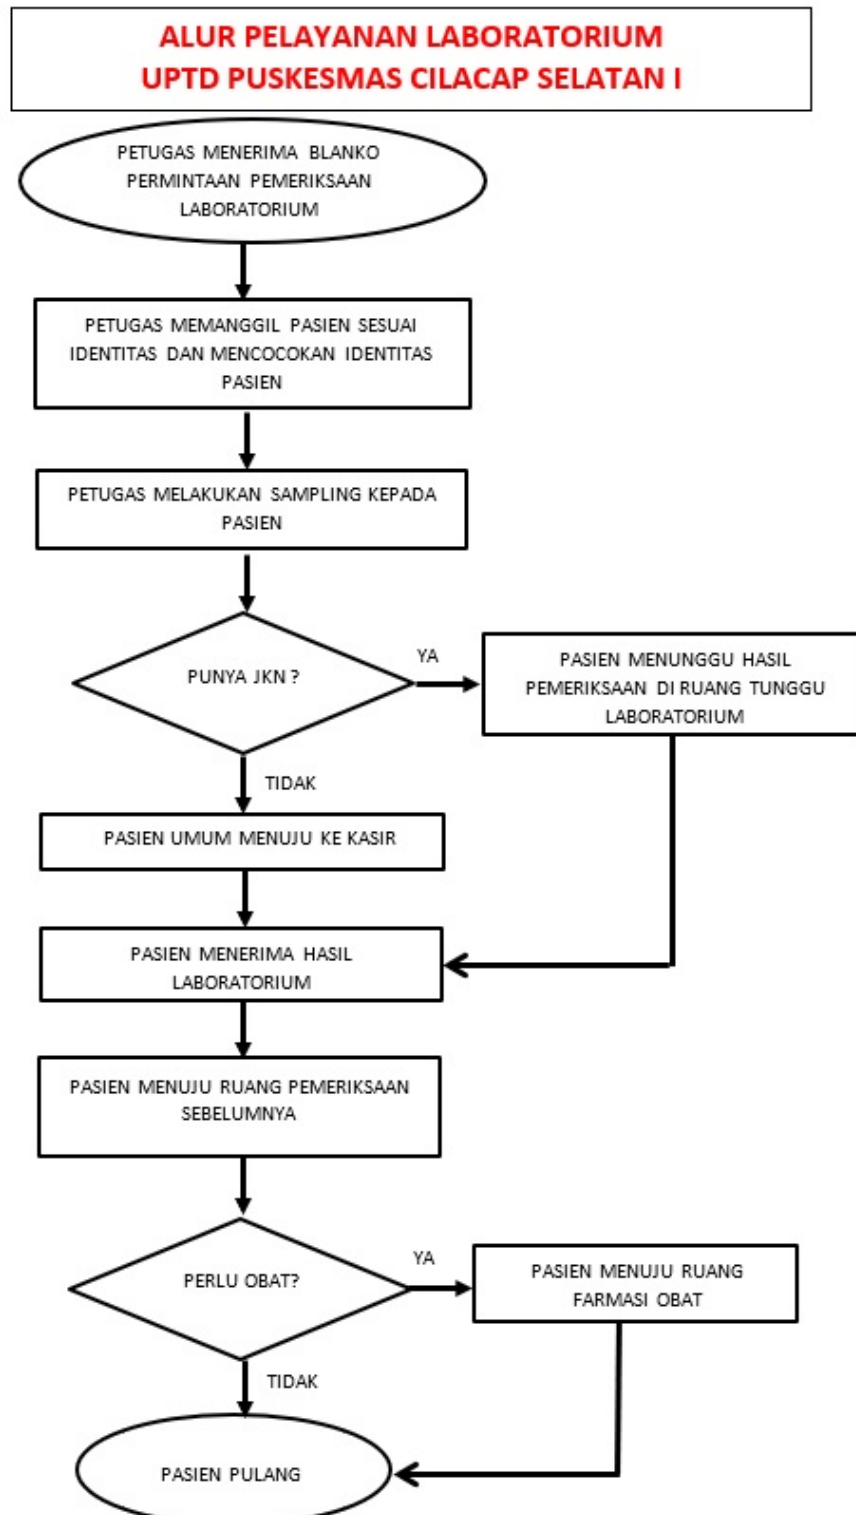 ALUR PELAYANAN LABORATORIUM
UPTD PUSKESMAS CILACAP SELATAN I
PETUGAS MENERIMA BLANKO
PERMINTAAN PEMERIKSAAN
LABORATORIUM
PETUGAS MEMANGGIL PASIEN SESUAI
IDENTITAS DAN MENCOCOKAN IDENTITAS
PASIEN
PETUGAS MELAKUKAN SAMPLING KEPADA
PASIEN
PUNYA JKN ?
YA
PASIEN MENUNGGU HASIL
PEMERIKSAAN DI RUANG TUNGGU
LABORATORIUM
TIDAK
PASIEN UMUM MENUJU KE KASIR
PASIEN MENERIMA HASIL
LABORATORIUM
PASIEN MENUJU RUANG PEMERIKSAAN
SEBELUMNYA
PERLU OBAT?
YA
PASIEN MENUJU RUANG
FARMASI OBAT
TIDAK
PASIEN PULANG